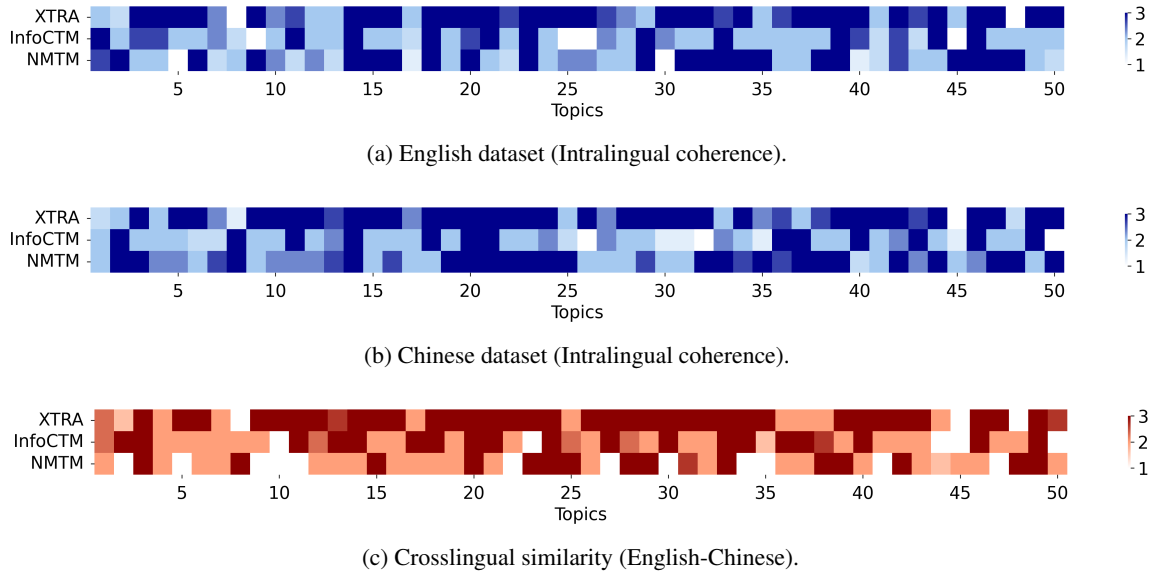 XTRA
InfoCTM
NMTM
5 10 15 20 25 30 35 40 45 50
Topics
3
2
1
(a) English dataset (Intralingual coherence).
XTRA
InfoCTM
NMTM
5 10 15 20 25 30 35 40 45 50
Topics
3
2
1
(b) Chinese dataset (Intralingual coherence).
XTRA
InfoCTM
NMTM
5 10 15 20 25 30 35 40 45 50
Topics
3
2
1
(c) Crosslingual similarity (English-Chinese).